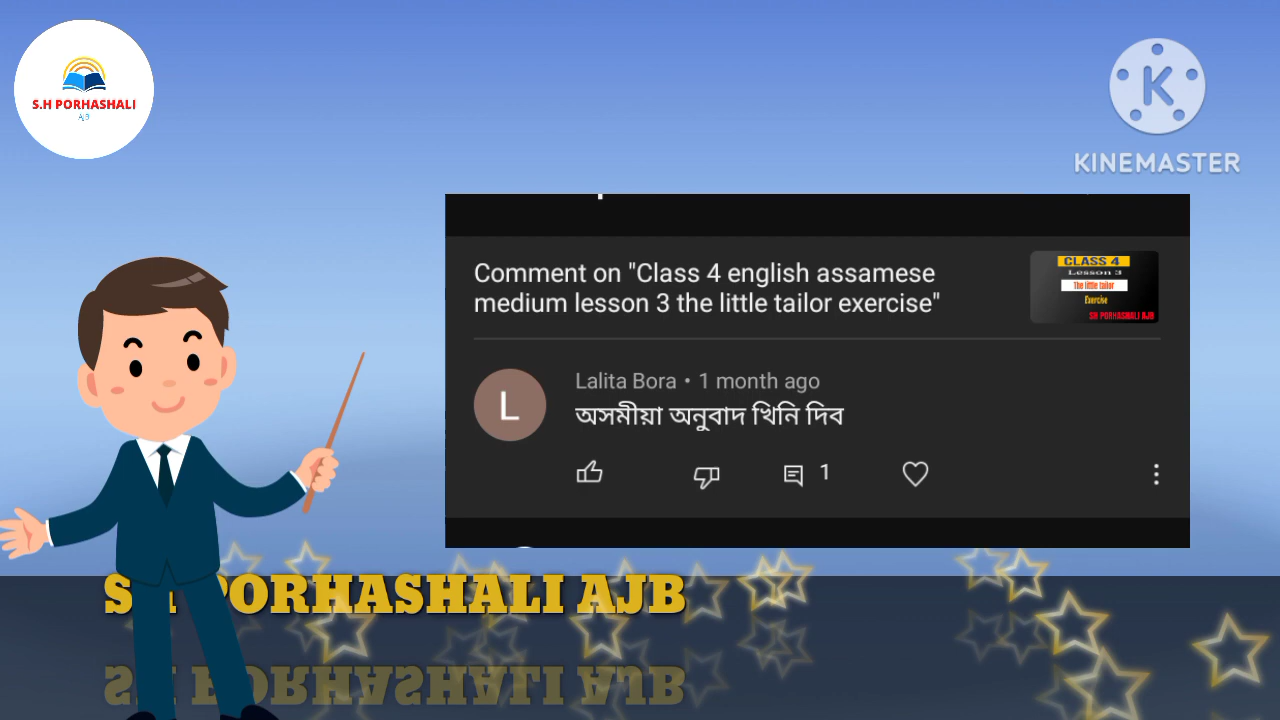 S.H PORHASHALI
AJB
K
KINEMASTER
Comment on "Class 4 english assamese
medium lesson 3 the little tailor exercise"
CLASS 4
Lesson 3
The little tailor
Exercise
SH PORHASHALI AJB
L
Lalita Bora • 1 month ago
অসমীয়া অনুবাদ খিনি দিব
1
S.H PORHASHALI AJB